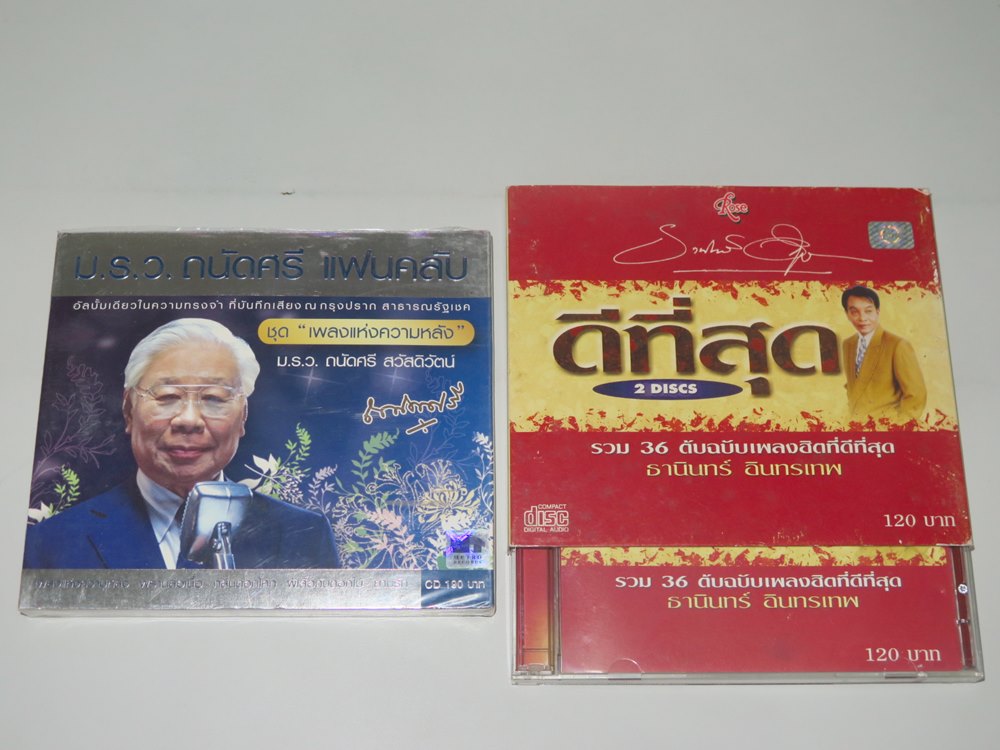 ม.ร.ว. ถนัดศรี แฟนคลับ
อัลบั้มเดียวในความทรงจำ ที่บันทึกเสียง ณ กรุงปราก สาธารณรัฐเชค
ชุด “เพลงแห่งความหลัง”
ม.ร.ว. ถนัดศรี สวัสดิวัตน์
METRO
RECORDS
CD 190 บาท
Rose
ดีที่สุด
2 DISCS
รวม 36 ต้นฉบับเพลงฮิตที่ดีที่สุด
ธานินทร์ อินทรเทพ
COMPACT
disc
DIGITAL AUDIO
120 บาท
รวม 36 ต้นฉบับเพลงฮิตที่ดีที่สุด
ธานินทร์ อินทรเทพ
120 บาท